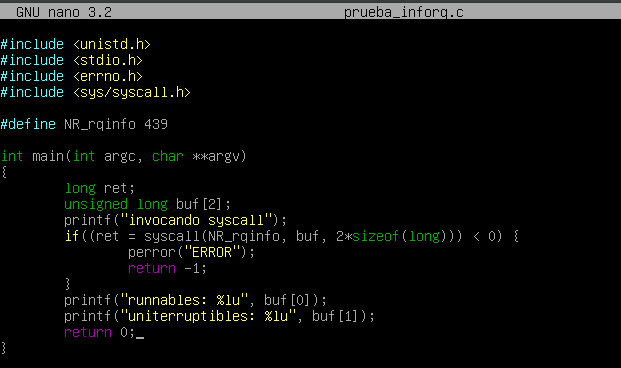 GNU nano 3.2 prueba_inforq.c
#include <unistd.h>
#include <stdio.h>
#include <errno.h>
#include <sys/syscall.h>
#define NR_rqinfo 439
int main(int argc, char **argv)
{
long ret;
unsigned long buf[2];
printf("invocando syscall");
if((ret = syscall(NR_rqinfo, buf, 2*sizeof(long))) < 0) {
perror("ERROR");
return -1;
}
printf("runnables: %lu", buf[0]);
printf("uniterruptibles: %lu", buf[1]);
return 0;
}